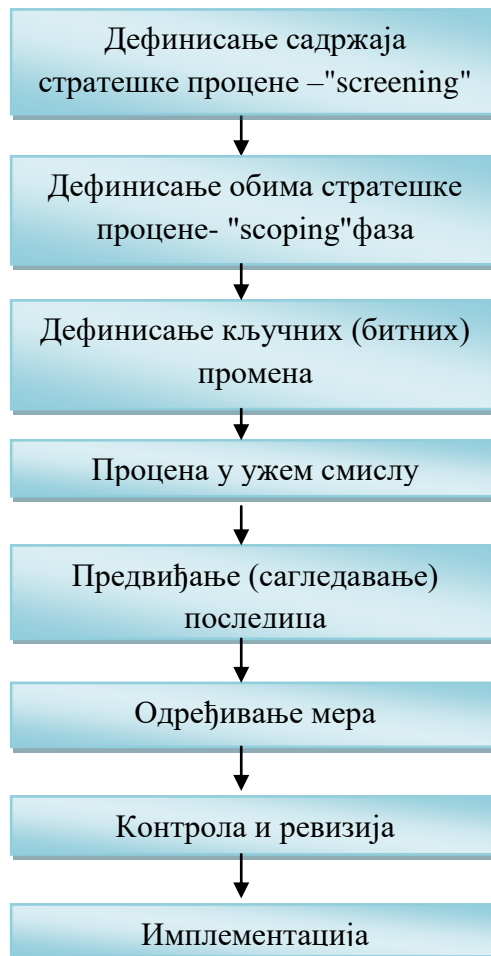 Дефинисање садржаја
стратешке процене –"screening"
Дефинисање обима стратешке
процене- "scoping"фаза
Дефинисање кључних (битних)
промена
Процена у ужем смислу
Предвиђање (сагледавање)
последица
Одређивање мера
Контрола и ревизија
Имплементација